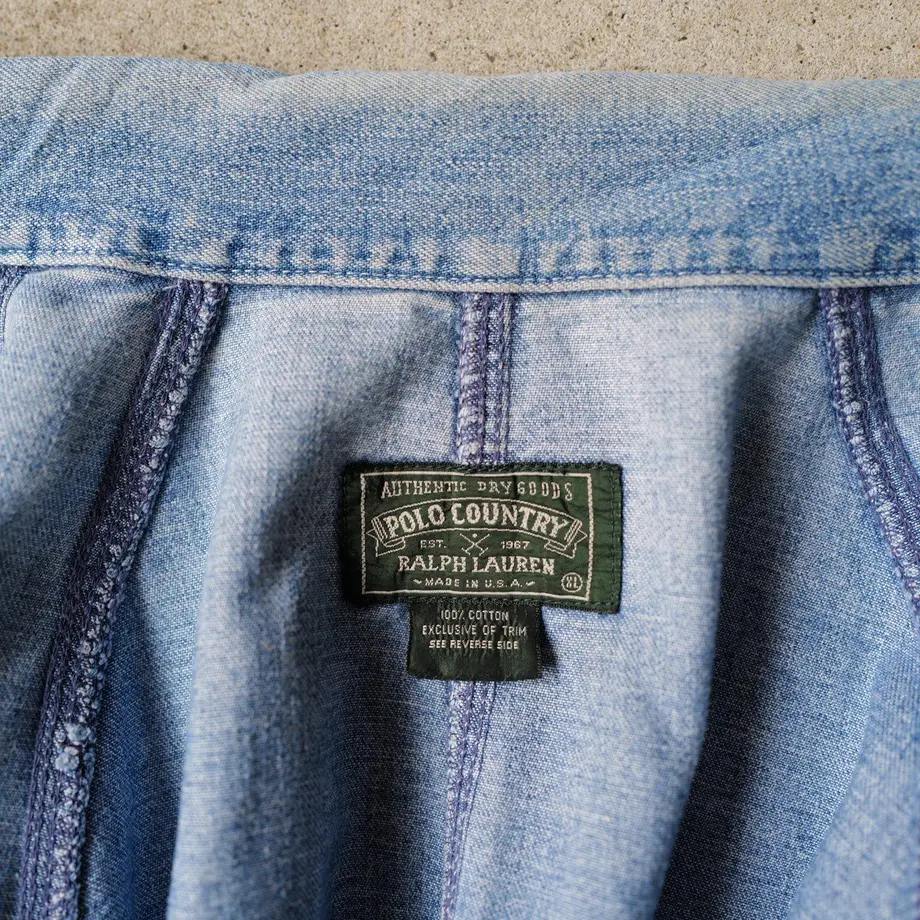 AUTHENTIC DRY GOODS
POLO COUNTRY
EST. 1967
RALPH LAUREN
~ MADE IN U.S.A. ~
XL
100% COTTON
EXCLUSIVE OF TRIM
SEE REVERSE SIDE